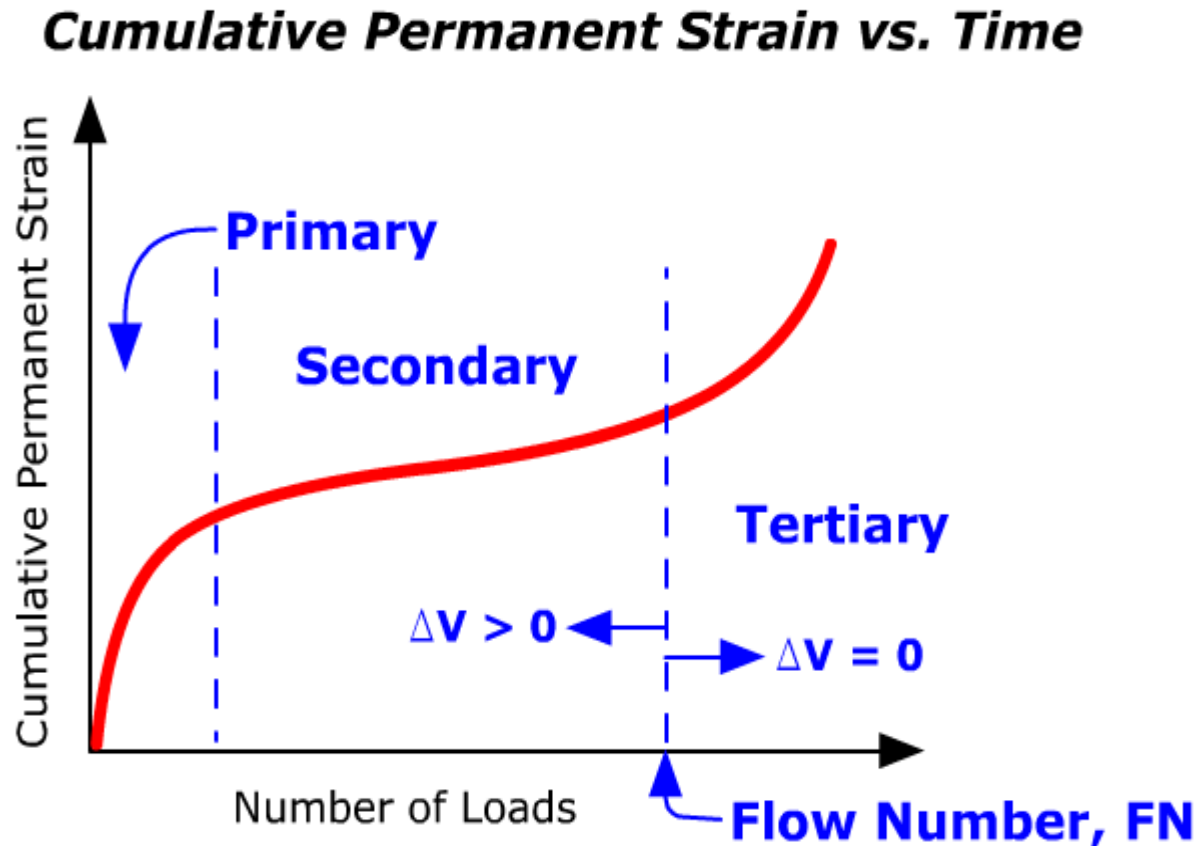 Cumulative Permanent Strain vs. Time
Cumulative Permanent Strain
Primary
Secondary
Tertiary
ΔV > 0
ΔV = 0
Number of Loads
Flow Number, FN